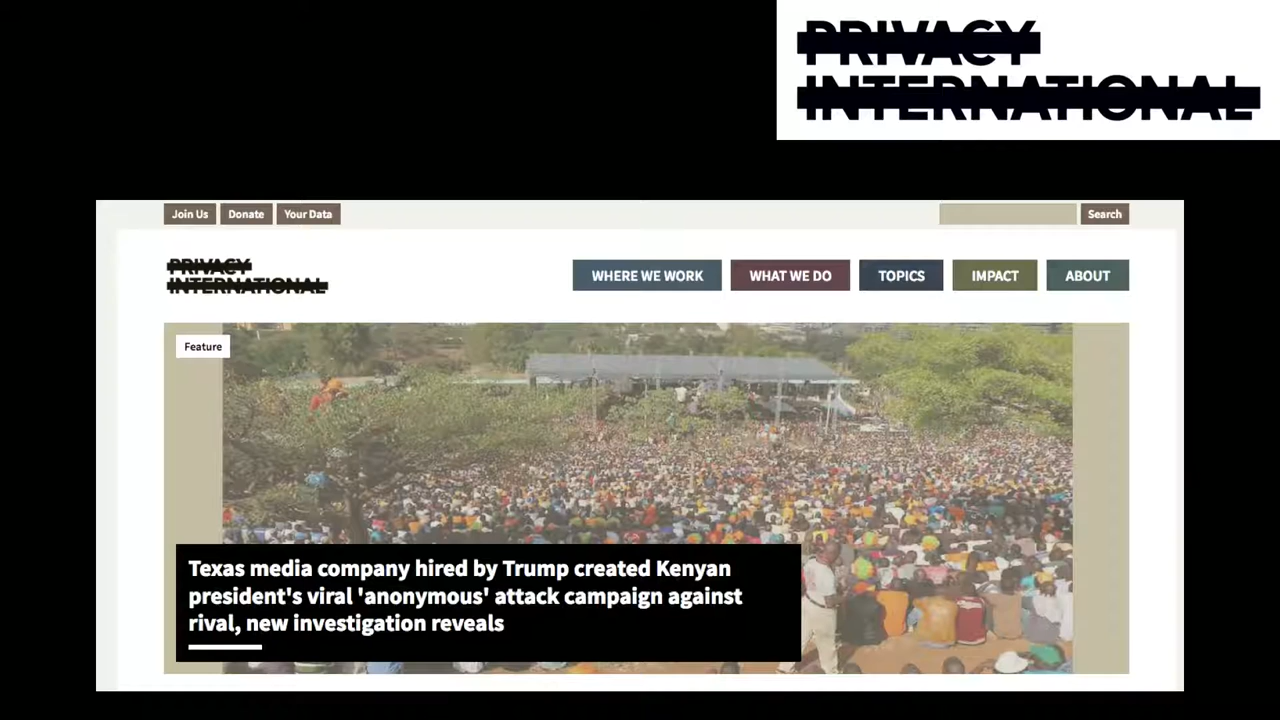 PRIVACY
INTERNATIONAL
Join Us
Donate
Your Data
Search
PRIVACY
INTERNATIONAL
WHERE WE WORK
WHAT WE DO
TOPICS
IMPACT
ABOUT
Feature
Texas media company hired by Trump created Kenyan
president's viral 'anonymous' attack campaign against
rival, new investigation reveals